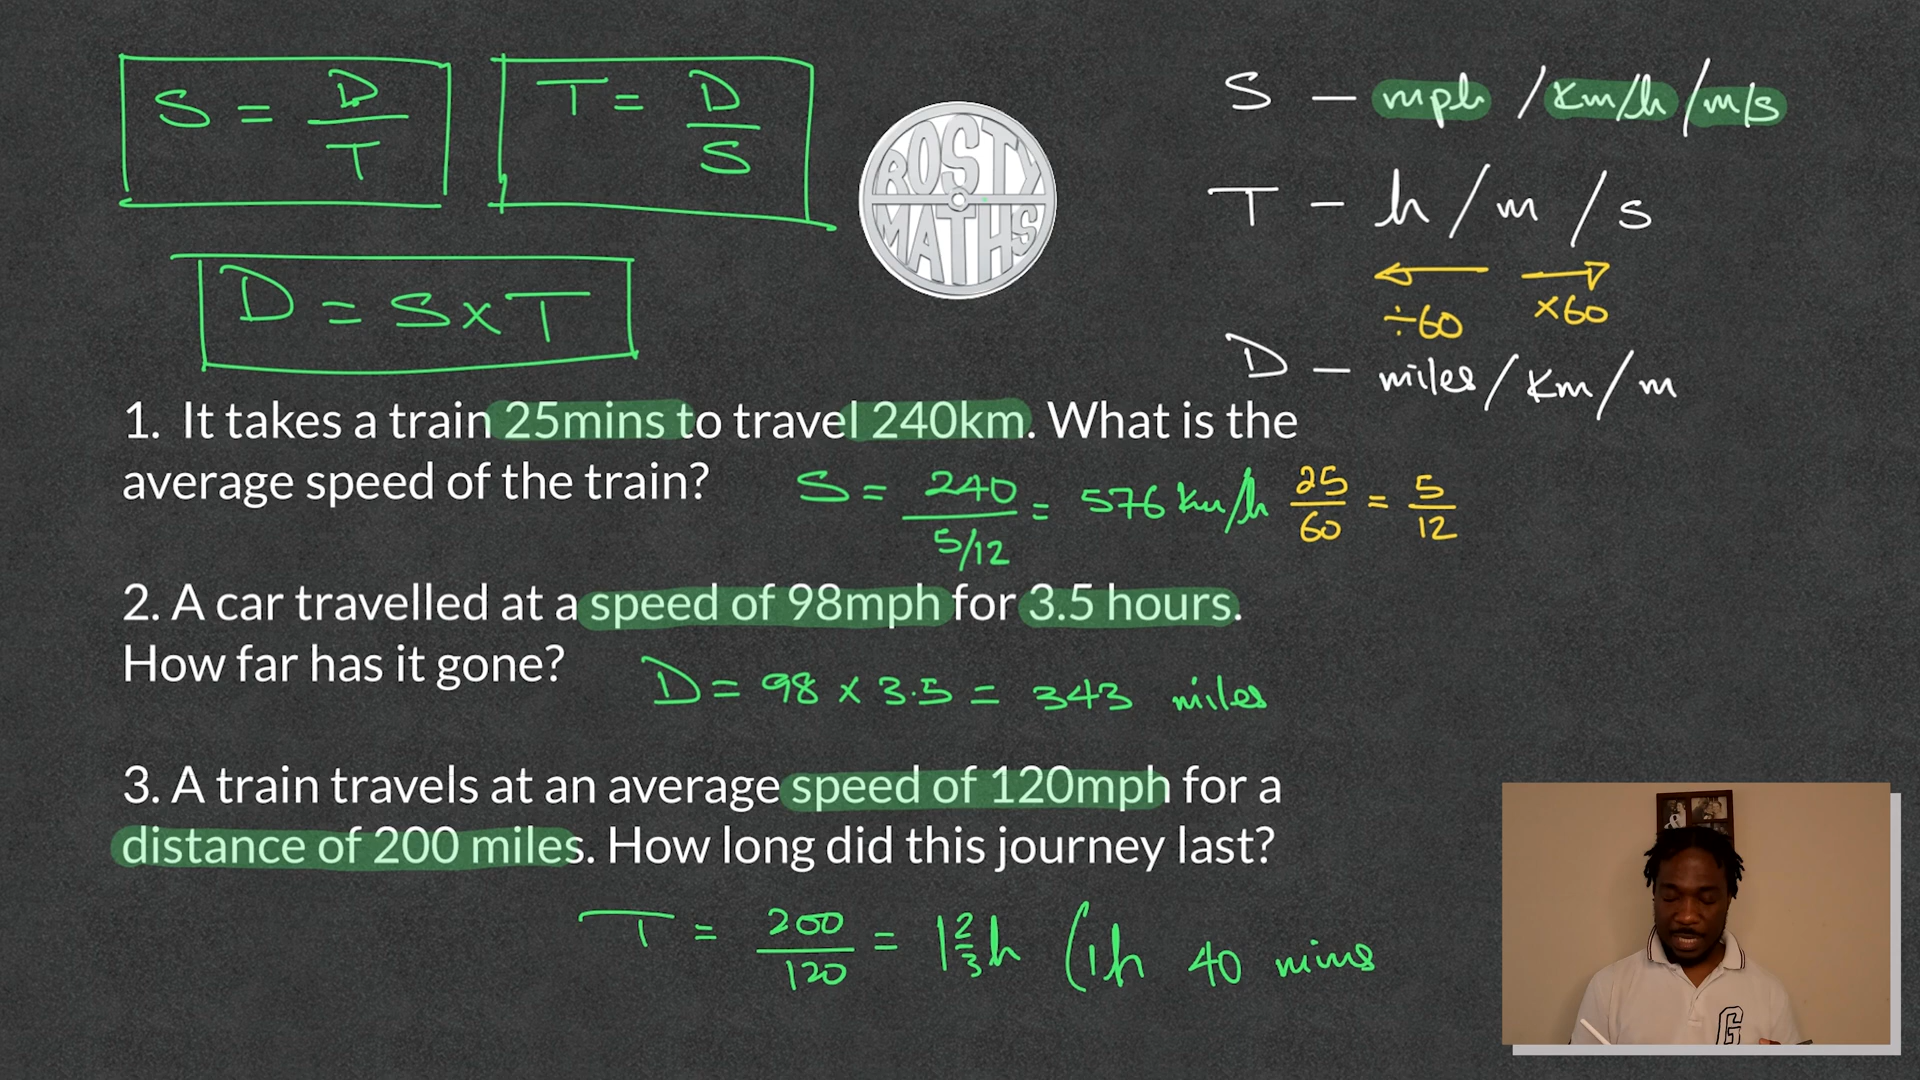 S = D/T
T = D/S
D = S x T
ROSTY MATHS
S – mph / km/h / m/s
T – h / m / s
÷60 x60
D – miles / km / m
1. It takes a train 25mins to travel 240km. What is the
average speed of the train?
S = 240 / 5/12 = 576 km/h 25/60 = 5/12
2. A car travelled at a speed of 98mph for 3.5 hours.
How far has it gone?
D = 98 x 3.5 = 343 miles
3. A train travels at an average speed of 120mph for a
distance of 200 miles. How long did this journey last?
T = 200/120 = 1 2/3 h (1h 40 mins
G